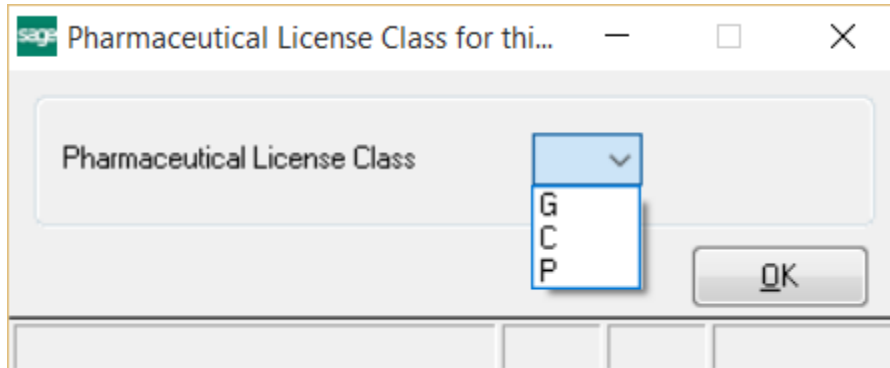 sage Pharmaceutical License Class for thi...
Pharmaceutical License Class
G
C
P
OK